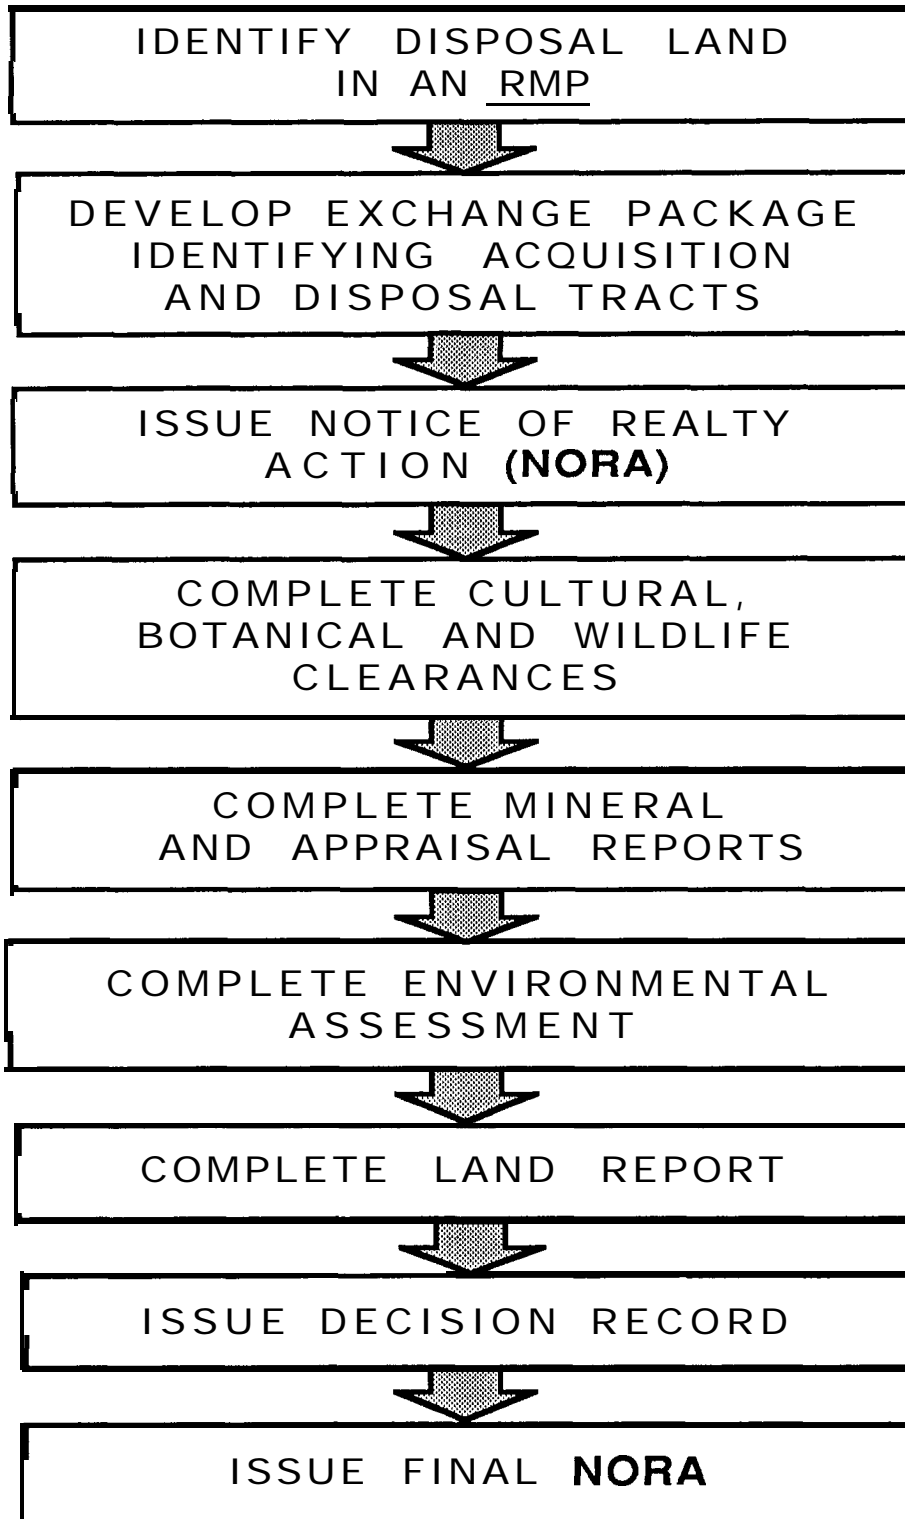 IDENTIFY DISPOSAL LAND
IN AN RMP
DEVELOP EXCHANGE PACKAGE
IDENTIFYING ACQUISITION
AND DISPOSAL TRACTS
ISSUE NOTICE OF REALTY
ACTION (NORA)
COMPLETE CULTURAL,
BOTANICAL AND WILDLIFE
CLEARANCES
COMPLETE MINERAL
AND APPRAISAL REPORTS
COMPLETE ENVIRONMENTAL
ASSESSMENT
COMPLETE LAND REPORT
ISSUE DECISION RECORD
ISSUE FINAL NORA